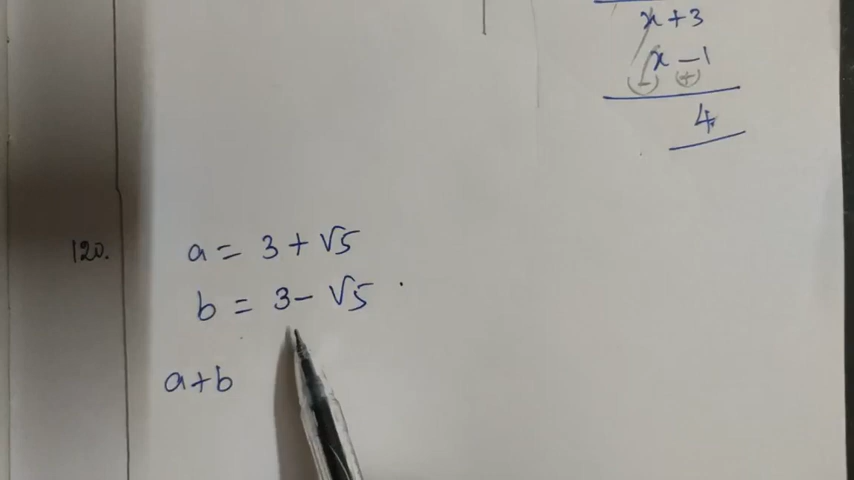 x + 3
x - 1
(-) (+)
4
120. a = 3 + √5
b = 3 - √5
a + b